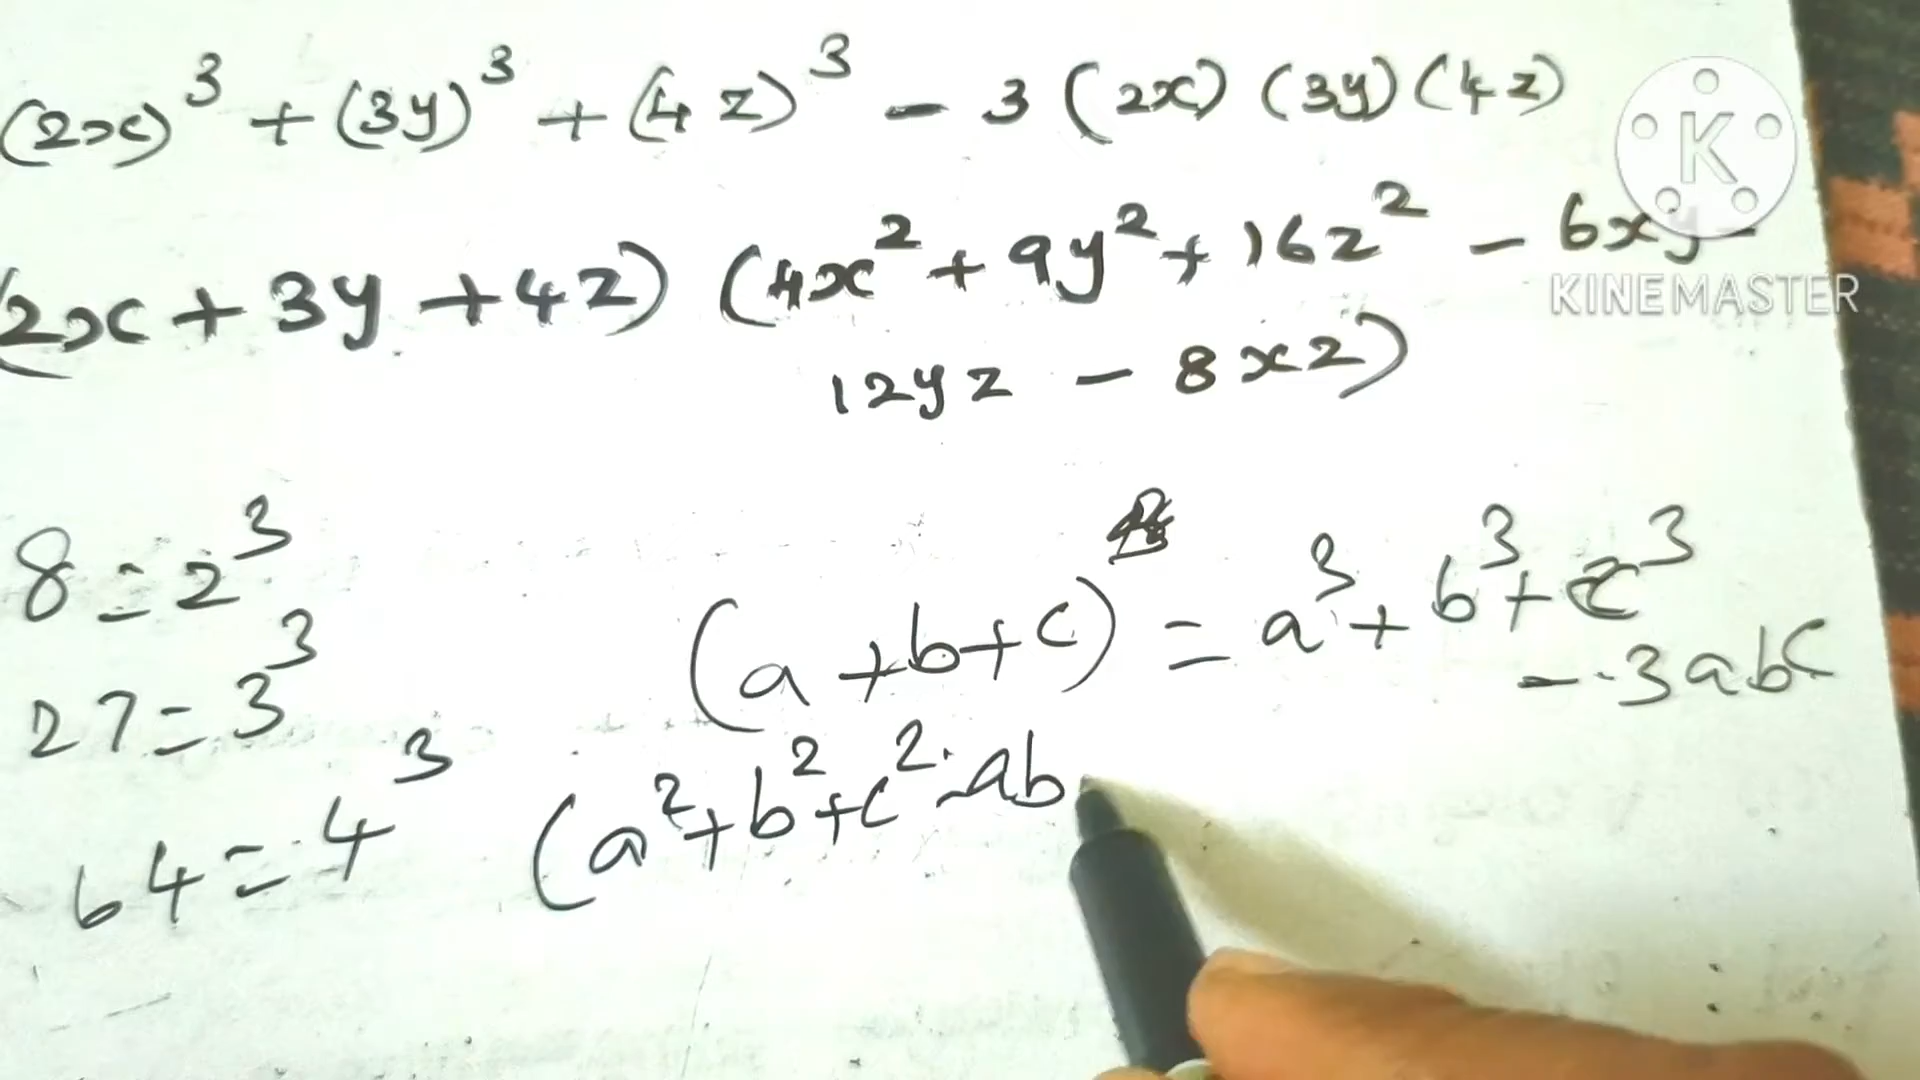 (2x)³ + (3y)³ + (4z)³ - 3 (2x) (3y) (4z)
(2x + 3y + 4z) (4x² + 9y² + 16z² - 6xy -
12yz - 8xz)
8 = 2³
27 = 3³
64 = 4³
(a + b + c) = a³ + b³ + c³
- 3abc
(a² + b² + c² - ab
K
KINEMASTER